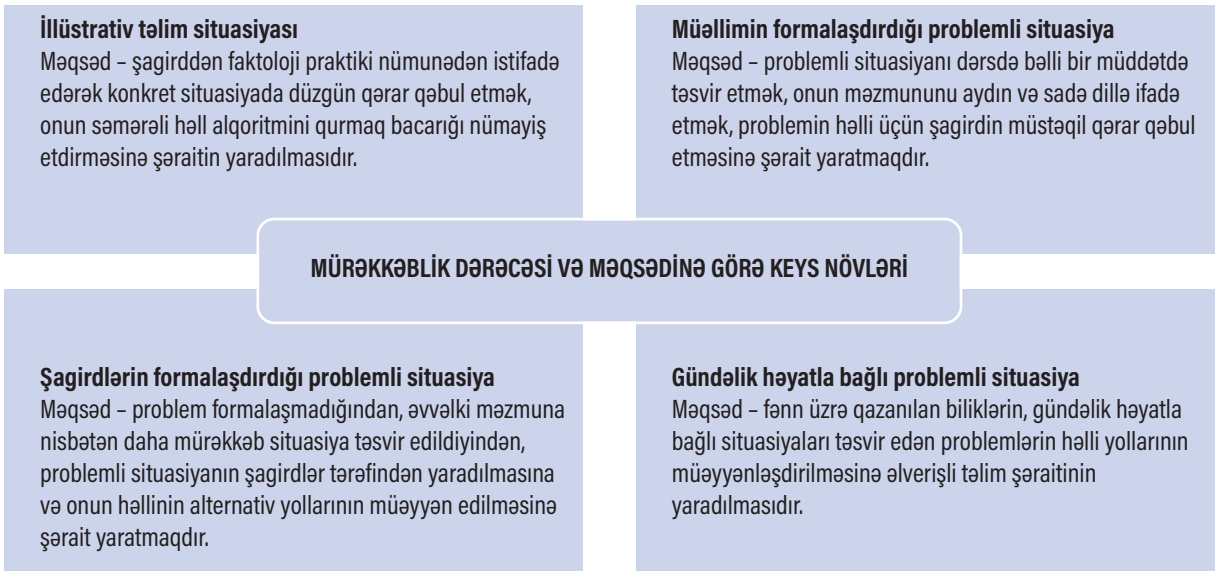 İllüstrativ təlim situasiyası
Məqsəd – şagirddən faktoloji praktiki nümunədən istifadə
edərək konkret situasiyada düzgün qərar qəbul etmək,
onun səmərəli həll alqoritmini qurmaq bacarığı nümayiş
etdirməsinə şəraitin yaradılmasıdır.
Müəllimin formalaşdırdığı problemli situasiya
Məqsəd – problemli situasiyanı dərsdə bəlli bir müddətdə
təsvir etmək, onun məzmununu aydın və sadə dillə ifadə
etmək, problemin həlli üçün şagirdin müstəqil qərar qəbul
etməsinə şərait yaratmaqdır.
MÜRƏKKƏBLİK DƏRƏCƏSİ VƏ MƏQSƏDİNƏ GÖRƏ KEYS NÖVLƏRİ
Şagirdlərin formalaşdırdığı problemli situasiya
Məqsəd – problem formalaşmadığından, əvvəlki məzmuna
nisbətən daha mürəkkəb situasiya təsvir edildiyindən,
problemli situasiyanın şagirdlər tərəfindən yaradılmasına
və onun həllinin alternativ yollarının müəyyən edilməsinə
şərait yaratmaqdır.
Gündəlik həyatla bağlı problemli situasiya
Məqsəd – fənn üzrə qazanılan biliklərin, gündəlik həyatla
bağlı situasiyaları təsvir edən problemlərin həlli yollarının
müəyyənləşdirilməsinə əlverişli təlim şəraitinin
yaradılmasıdır.